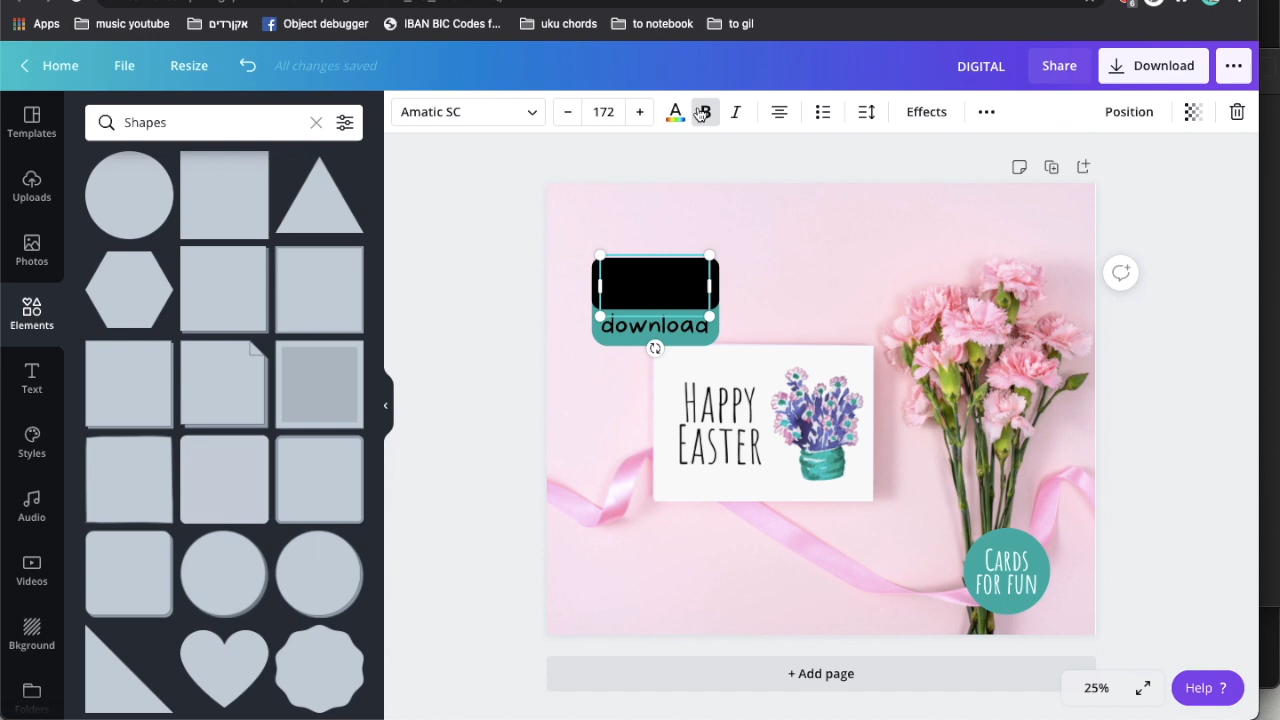 Apps
music youtube
אקורדים
Object debugger
IBAN BIC Codes f...
uku chords
to notebook
to gil
Home
File
Resize
All changes saved
DIGITAL
Share
Download
Templates
Uploads
Photos
Elements
Text
Styles
Audio
Videos
Bkground
Folders
Shapes
Amatic SC
172
A
B
I
Effects
Position
download
HAPPY
EASTER
CARDS
FOR FUN
+ Add page
25%
Help ?